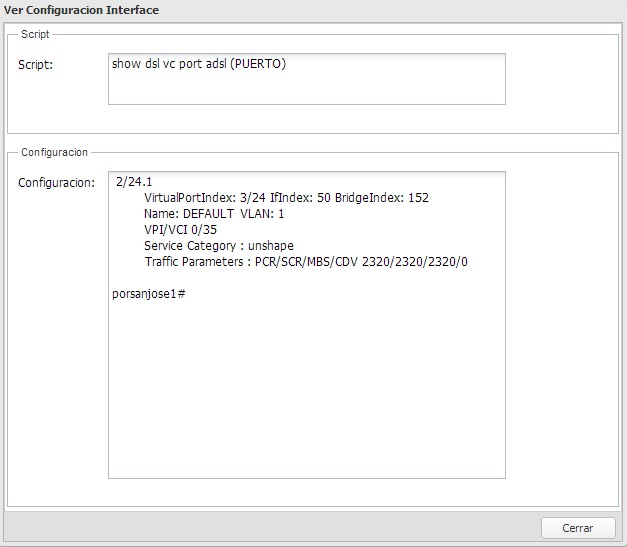 Ver Configuracion Interface
Script
Script:
show dsl vc port adsl (PUERTO)
Configuracion
Configuracion:
2/24.1
VirtualPortIndex: 3/24 IfIndex: 50 BridgeIndex: 152
Name: DEFAULT  VLAN: 1
VPI/VCI 0/35
Service Category : unshape
Traffic Parameters : PCR/SCR/MBS/CDV 2320/2320/2320/0
porsanjose1#
Cerrar